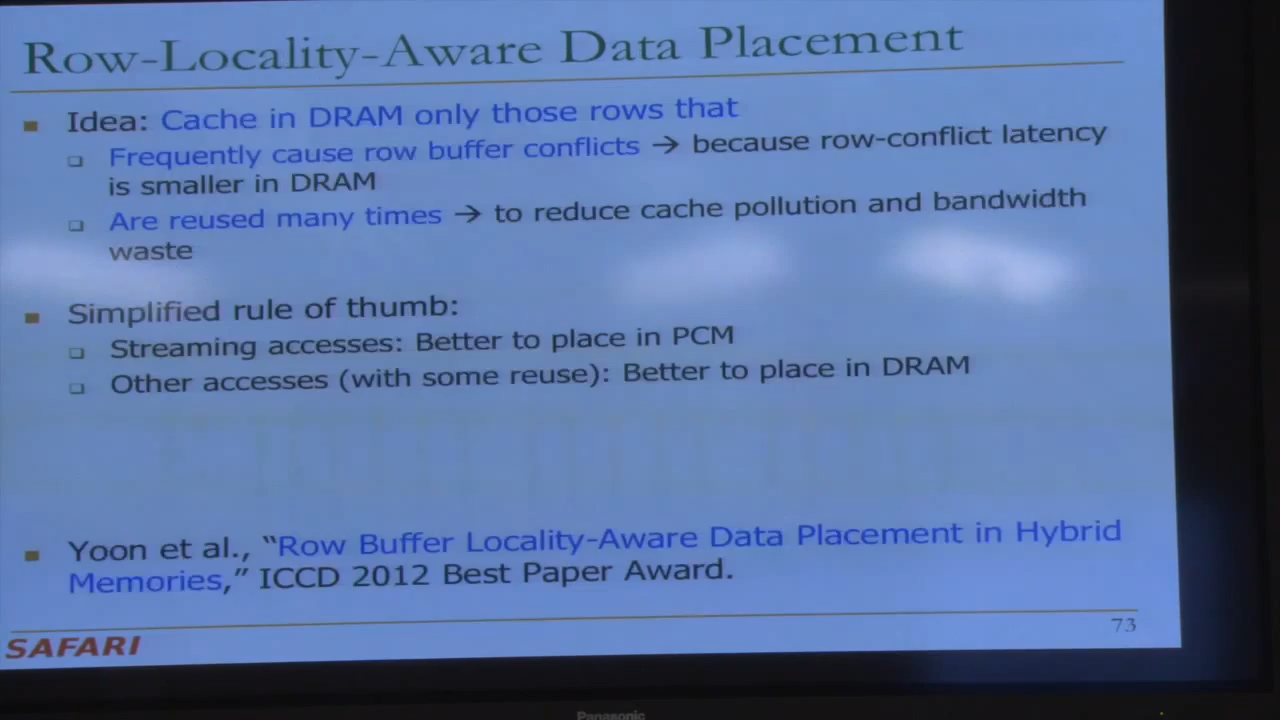 Row-Locality-Aware Data Placement
Idea: Cache in DRAM only those rows that
Frequently cause row buffer conflicts → because row-conflict latency
is smaller in DRAM
Are reused many times → to reduce cache pollution and bandwidth
waste
Simplified rule of thumb:
Streaming accesses: Better to place in PCM
Other accesses (with some reuse): Better to place in DRAM
Yoon et al., “Row Buffer Locality-Aware Data Placement in Hybrid
Memories,” ICCD 2012 Best Paper Award.
SAFARI
73
Panasonic